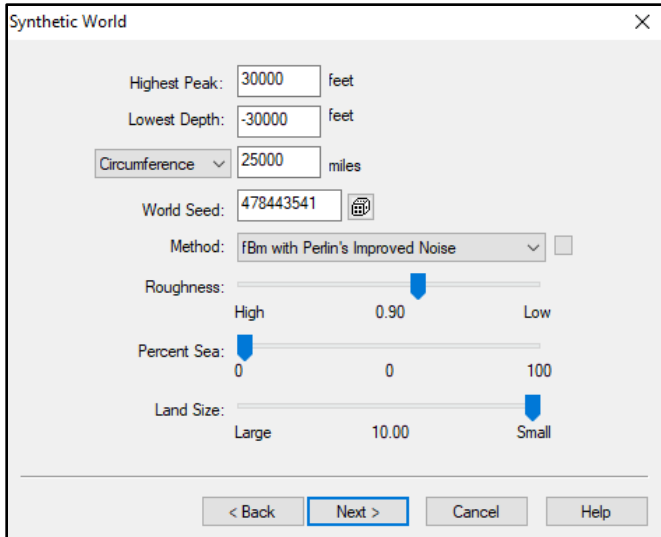 Synthetic World
Highest Peak: 30000 feet
Lowest Depth: -30000 feet
Circumference 25000 miles
World Seed: 478443541
Method: fBm with Perlin's Improved Noise
Roughness:
High 0.90 Low
Percent Sea:
0 0 100
Land Size:
Large 10.00 Small
< Back Next > Cancel Help